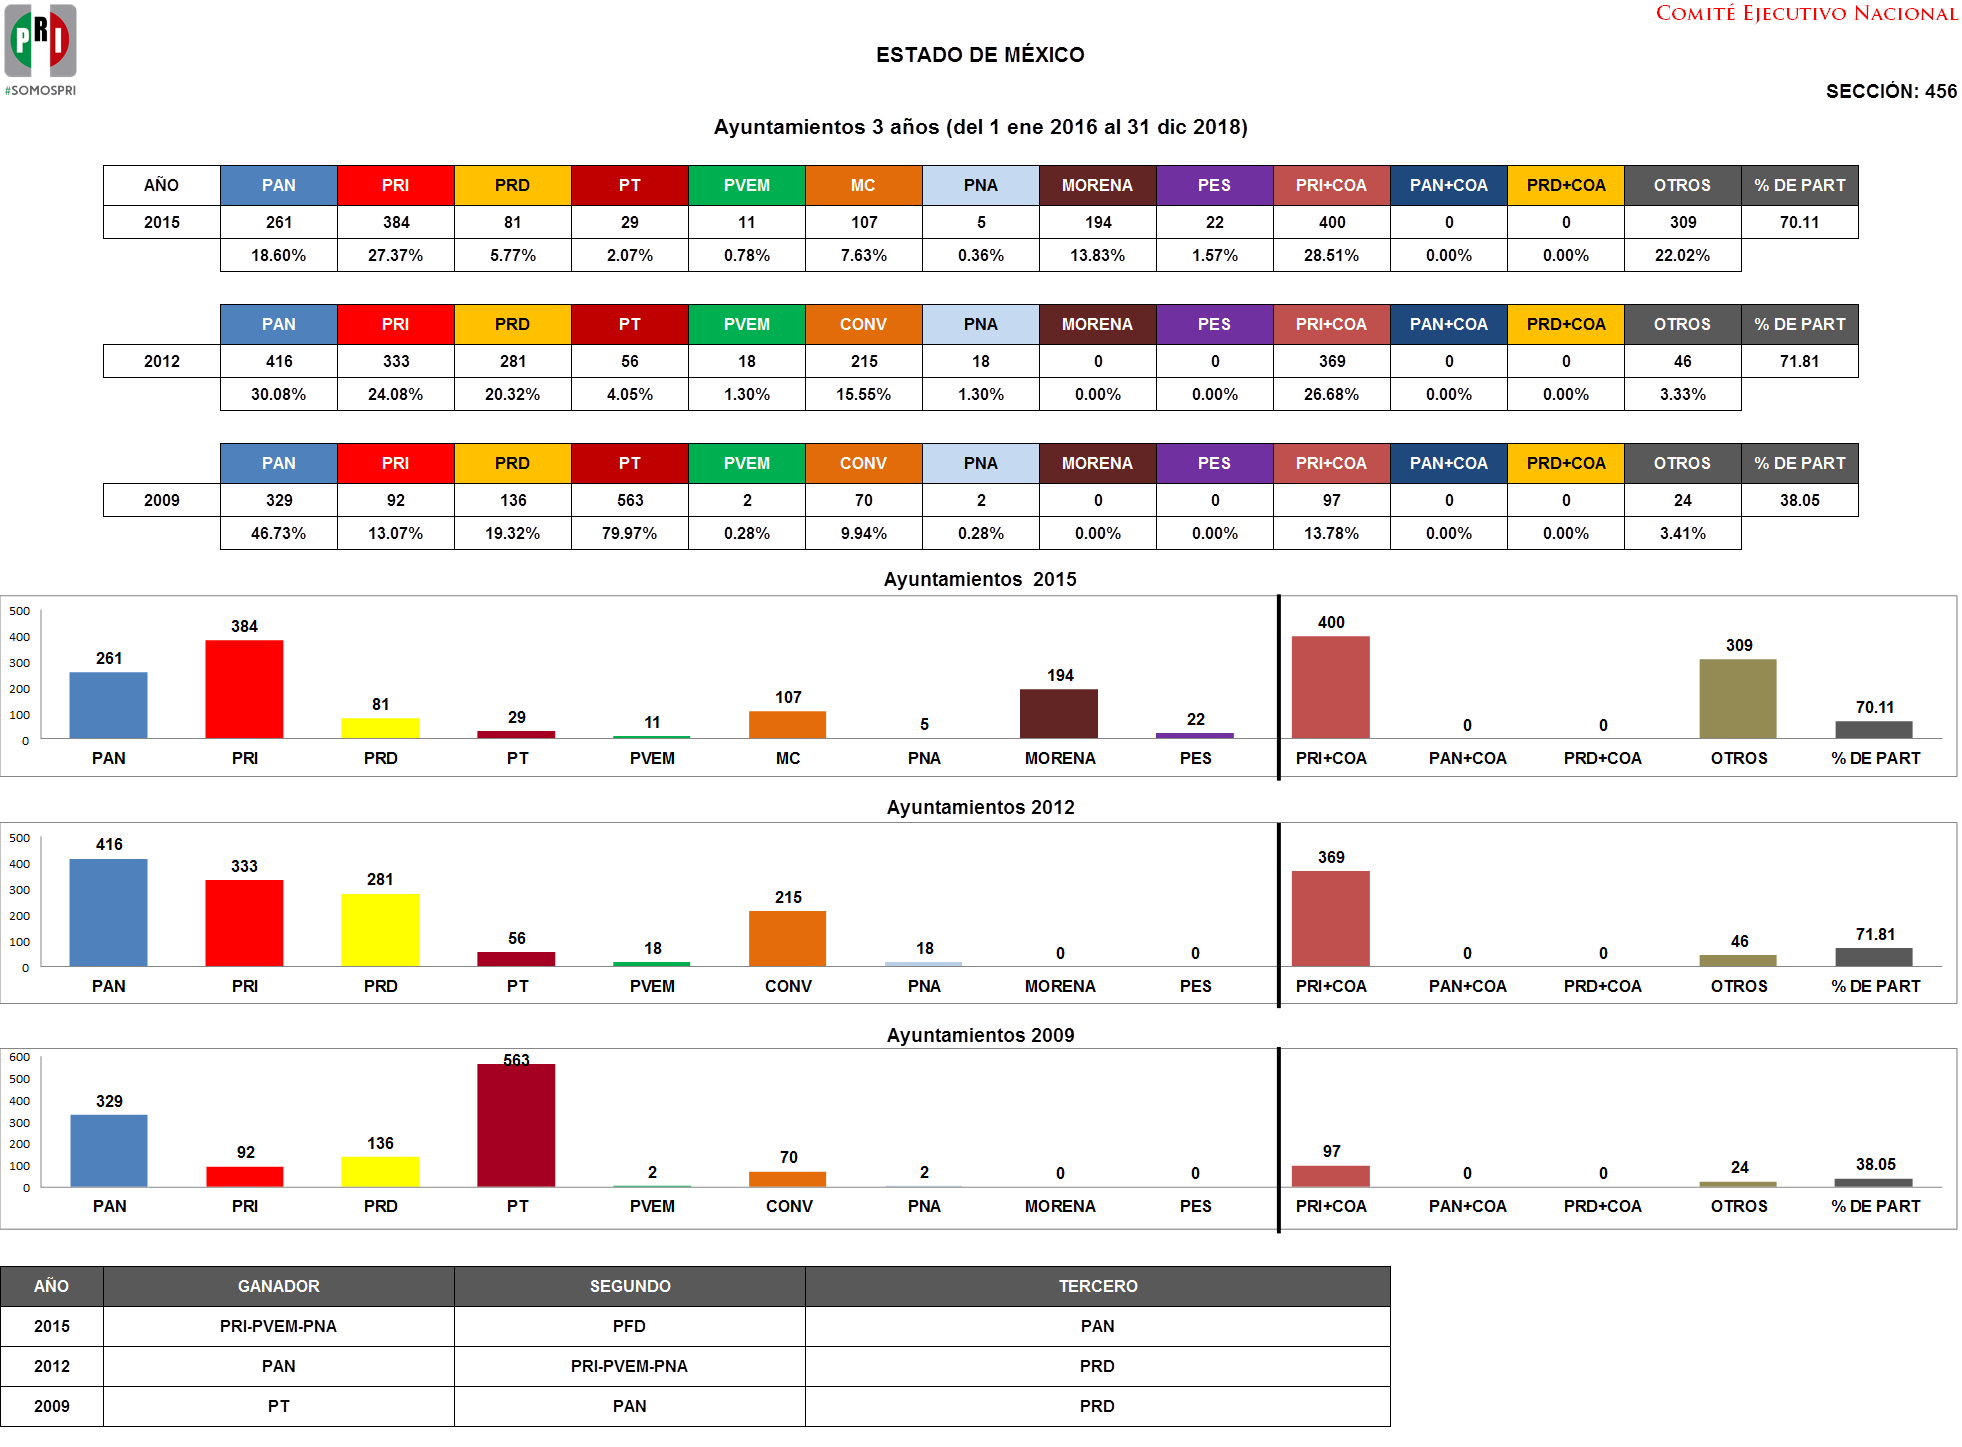 PRI
#SOMOSPRI
COMITÉ EJECUTIVO NACIONAL
ESTADO DE MÉXICO
SECCIÓN: 456
Ayuntamientos 3 años (del 1 ene 2016 al 31 dic 2018)
AÑO PAN PRI PRD PT PVEM MC PNA MORENA PES PRI+COA PAN+COA PRD+COA OTROS % DE PART
2015 261 384 81 29 11 107 5 194 22 400 0 0 309 70.11
18.60% 27.37% 5.77% 2.07% 0.78% 7.63% 0.36% 13.83% 1.57% 28.51% 0.00% 0.00% 22.02%
PAN PRI PRD PT PVEM CONV PNA MORENA PES PRI+COA PAN+COA PRD+COA OTROS % DE PART
2012 416 333 281 56 18 215 18 0 0 369 0 0 46 71.81
30.08% 24.08% 20.32% 4.05% 1.30% 15.55% 1.30% 0.00% 0.00% 26.68% 0.00% 0.00% 3.33%
PAN PRI PRD PT PVEM CONV PNA MORENA PES PRI+COA PAN+COA PRD+COA OTROS % DE PART
2009 329 92 136 563 2 70 2 0 0 97 0 0 24 38.05
46.73% 13.07% 19.32% 79.97% 0.28% 9.94% 0.28% 0.00% 0.00% 13.78% 0.00% 0.00% 3.41%
Ayuntamientos 2015
500
400
300
200
100
0
261 384 81 29 11 107 5 194 22 400 0 0 309 70.11
PAN PRI PRD PT PVEM MC PNA MORENA PES PRI+COA PAN+COA PRD+COA OTROS % DE PART
Ayuntamientos 2012
500
400
300
200
100
0
416 333 281 56 18 215 18 0 0 369 0 0 46 71.81
PAN PRI PRD PT PVEM CONV PNA MORENA PES PRI+COA PAN+COA PRD+COA OTROS % DE PART
Ayuntamientos 2009
600
500
400
300
200
100
0
329 92 136 563 2 70 2 0 0 97 0 0 24 38.05
PAN PRI PRD PT PVEM CONV PNA MORENA PES PRI+COA PAN+COA PRD+COA OTROS % DE PART
AÑO GANADOR SEGUNDO TERCERO
2015 PRI-PVEM-PNA PFD PAN
2012 PAN PRI-PVEM-PNA PRD
2009 PT PAN PRD